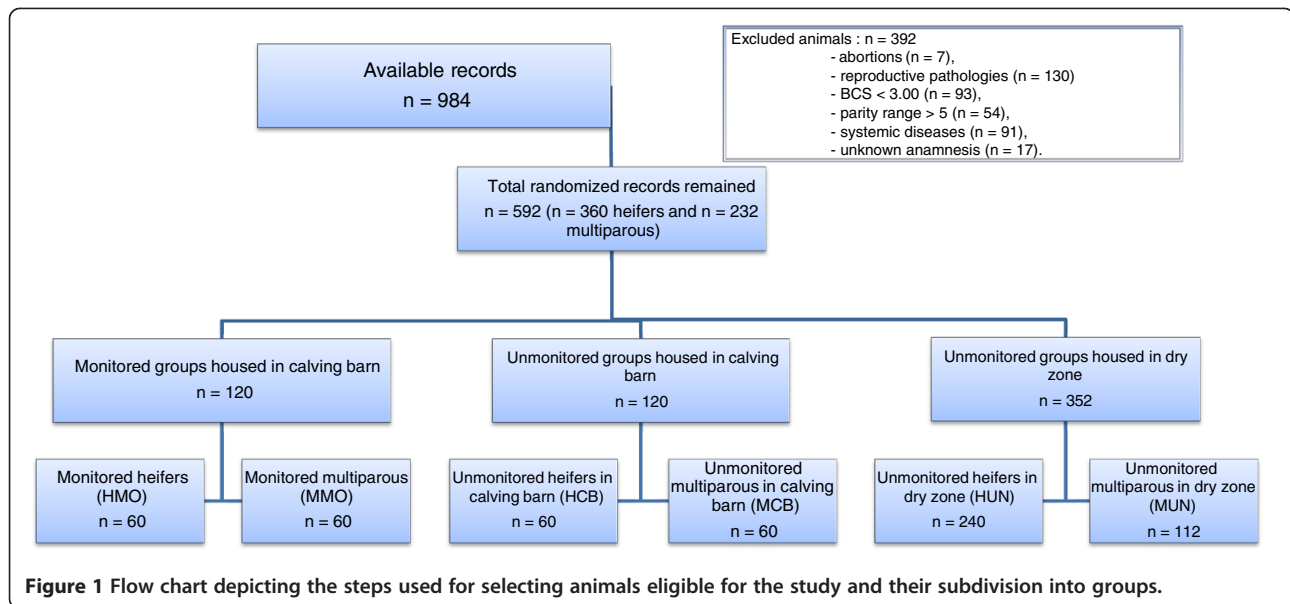 Available records
n = 984
Excluded animals : n = 392
- abortions (n = 7),
- reproductive pathologies (n = 130)
- BCS < 3.00 (n = 93),
- parity range > 5 (n = 54),
- systemic diseases (n = 91),
- unknown anamnesis (n = 17).
Total randomized records remained
n = 592 (n = 360 heifers and n = 232
multiparous)
Monitored groups housed in calving barn
n = 120
Unmonitored groups housed in calving
barn
n = 120
Unmonitored groups housed in dry
zone
n = 352
Monitored heifers
(HMO)
n = 60
Monitored multiparous
(MMO)
n = 60
Unmonitored heifers
in calving barn (HCB)
n = 60
Unmonitored
multiparous in calving
barn (MCB)
n = 60
Unmonitored heifers in
dry zone (HUN)
n = 240
Unmonitored
multiparous in dry zone
(MUN)
n = 112
Figure 1 Flow chart depicting the steps used for selecting animals eligible for the study and their subdivision into groups.